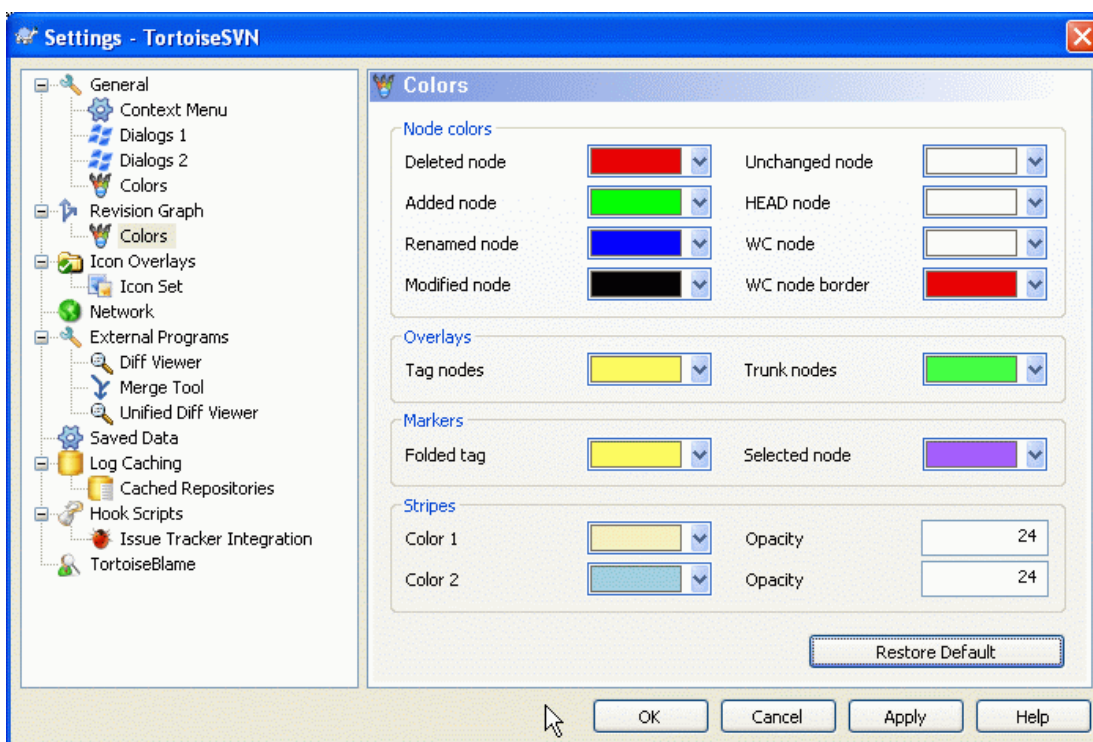 Settings - TortoiseSVN
General
Context Menu
Dialogs 1
Dialogs 2
Colors
Revision Graph
Colors
Icon Overlays
Icon Set
Network
External Programs
Diff Viewer
Merge Tool
Unified Diff Viewer
Saved Data
Log Caching
Cached Repositories
Hook Scripts
Issue Tracker Integration
TortoiseBlame
Colors
Node colors
Deleted node Unchanged node
Added node HEAD node
Renamed node WC node
Modified node WC node border
Overlays
Tag nodes Trunk nodes
Markers
Folded tag Selected node
Stripes
Color 1 Opacity 24
Color 2 Opacity 24
Restore Default
OK Cancel Apply Help